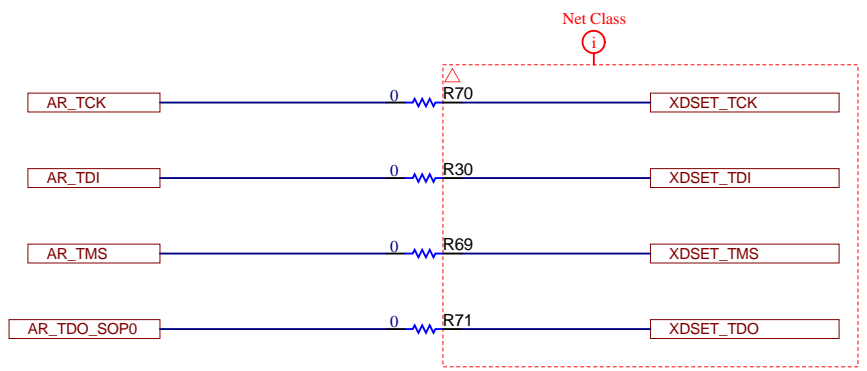 Net Class
i
AR_TCK 0 R70 XDSET_TCK
AR_TDI 0 R30 XDSET_TDI
AR_TMS 0 R69 XDSET_TMS
AR_TDO_SOP0 0 R71 XDSET_TDO